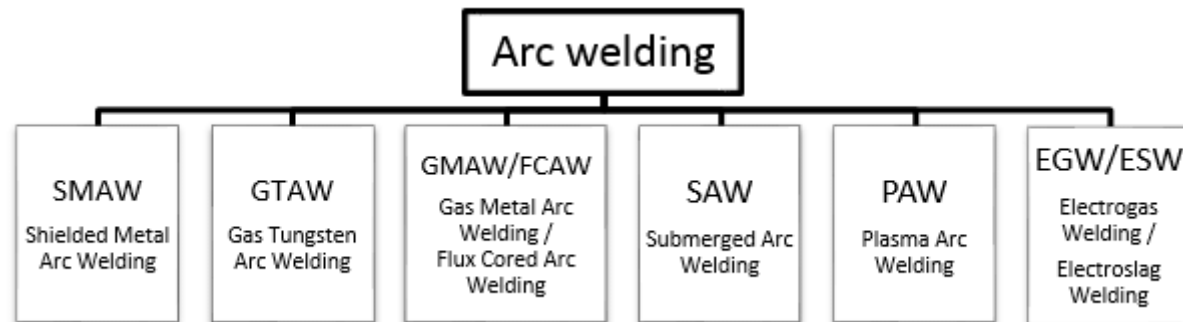 Arc welding
SMAW
Shielded Metal
Arc Welding
GTAW
Gas Tungsten
Arc Welding
GMAW/FCAW
Gas Metal Arc
Welding /
Flux Cored Arc
Welding
SAW
Submerged Arc
Welding
PAW
Plasma Arc
Welding
EGW/ESW
Electrogas
Welding /
Electroslag
Welding